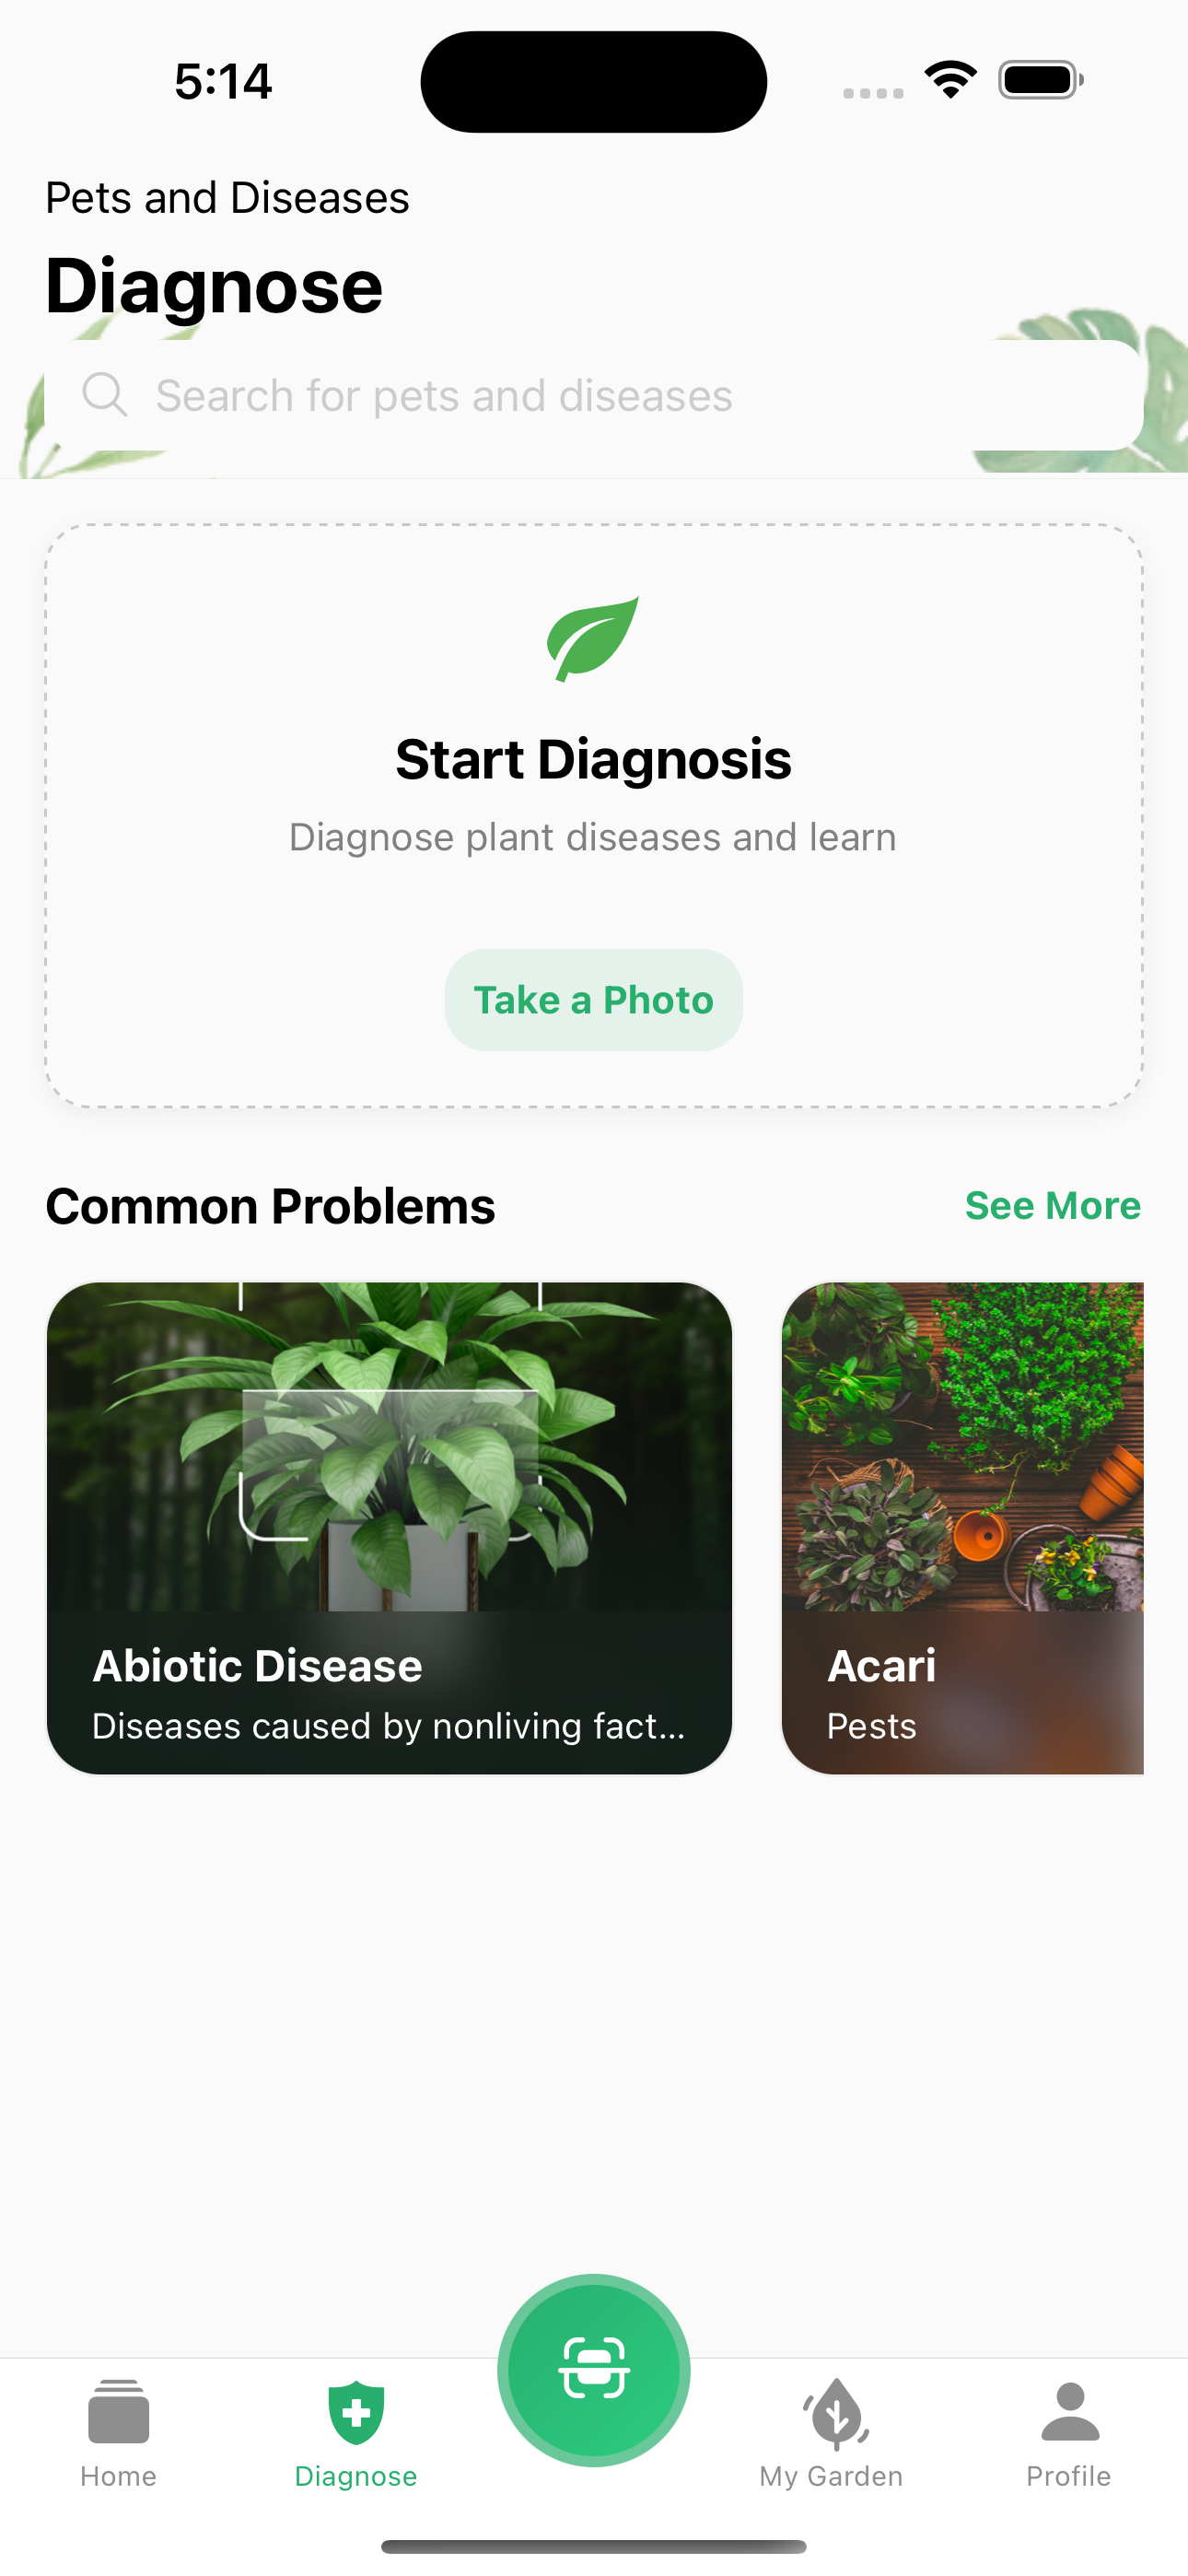 5:14
Pets and Diseases
Diagnose
Search for pets and diseases
Start Diagnosis
Diagnose plant diseases and learn
Take a Photo
Common Problems
See More
Abiotic Disease
Diseases caused by nonliving fact...
Acari
Pests
Home
Diagnose
My Garden
Profile